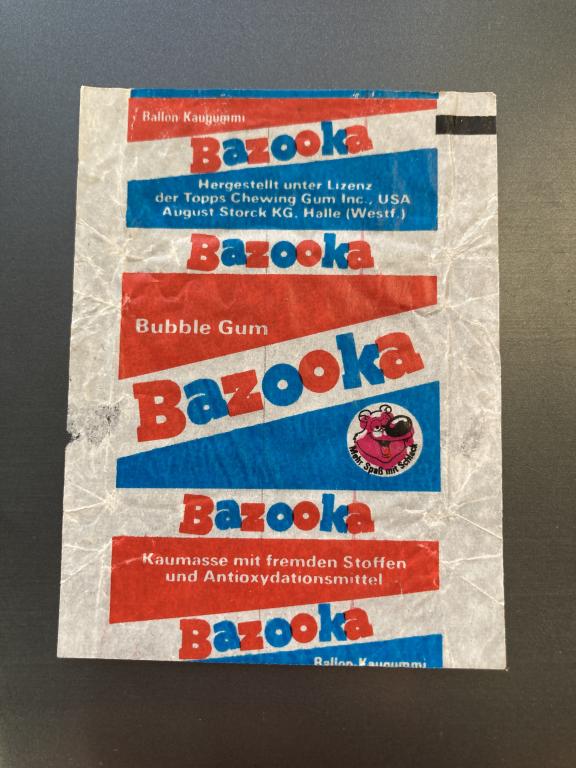 Ballon Kaugummi
Bazooka
Hergestellt unter Lizenz
der Topps Chewing Gum Inc., USA
August Storck KG. Halle (Westf.)
Bazooka
Bubble Gum
Bazooka
Mehr Spaß mit Schleck
Bazooka
Kaumasse mit fremden Stoffen
und Antioxydationsmittel
Bazooka
Ballon Kaugummi